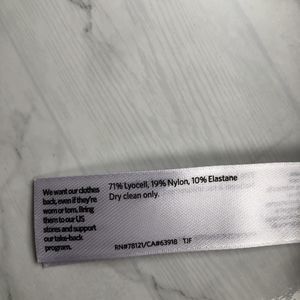 We want our clothes
back, even if they're
worn or torn. Bring
them to our US
stores and support
our take-back
program.
71% Lyocell, 19% Nylon, 10% Elastane
Dry clean only.
RN#78121/CA#63918 TJF